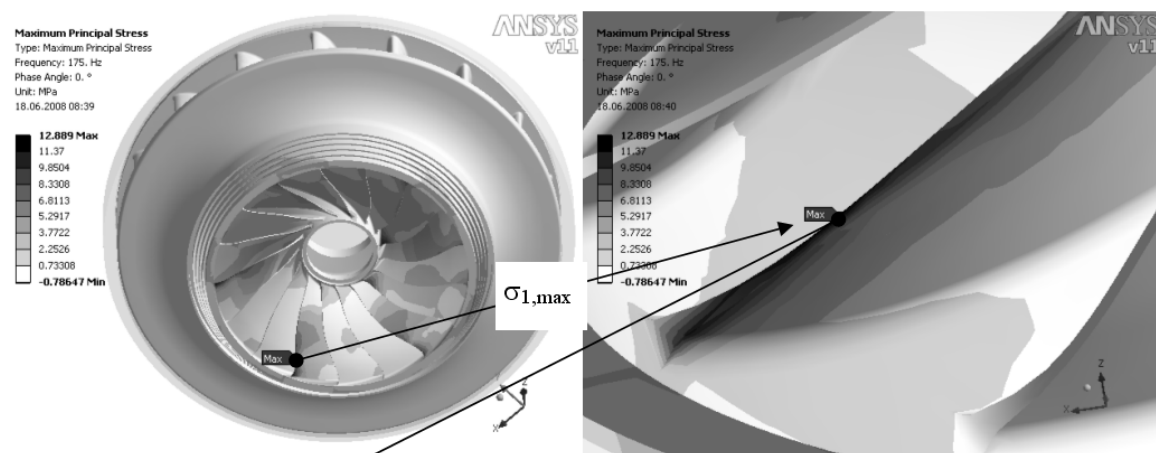 Maximum Principal Stress
Type: Maximum Principal Stress
Frequency: 175. Hz
Phase Angle: 0. °
Unit: MPa
18.06.2008 08:39
12.889 Max
11.37
9.8504
8.3308
6.8113
5.2917
3.7722
2.2526
0.73308
-0.78647 Min
ANSYS
v11
Max
σ1,max
Z
X
Maximum Principal Stress
Type: Maximum Principal Stress
Frequency: 175. Hz
Phase Angle: 0. °
Unit: MPa
18.06.2008 08:40
12.889 Max
11.37
9.8504
8.3308
6.8113
5.2917
3.7722
2.2526
0.73308
-0.78647 Min
ANSYS
v11
Max
Z
X